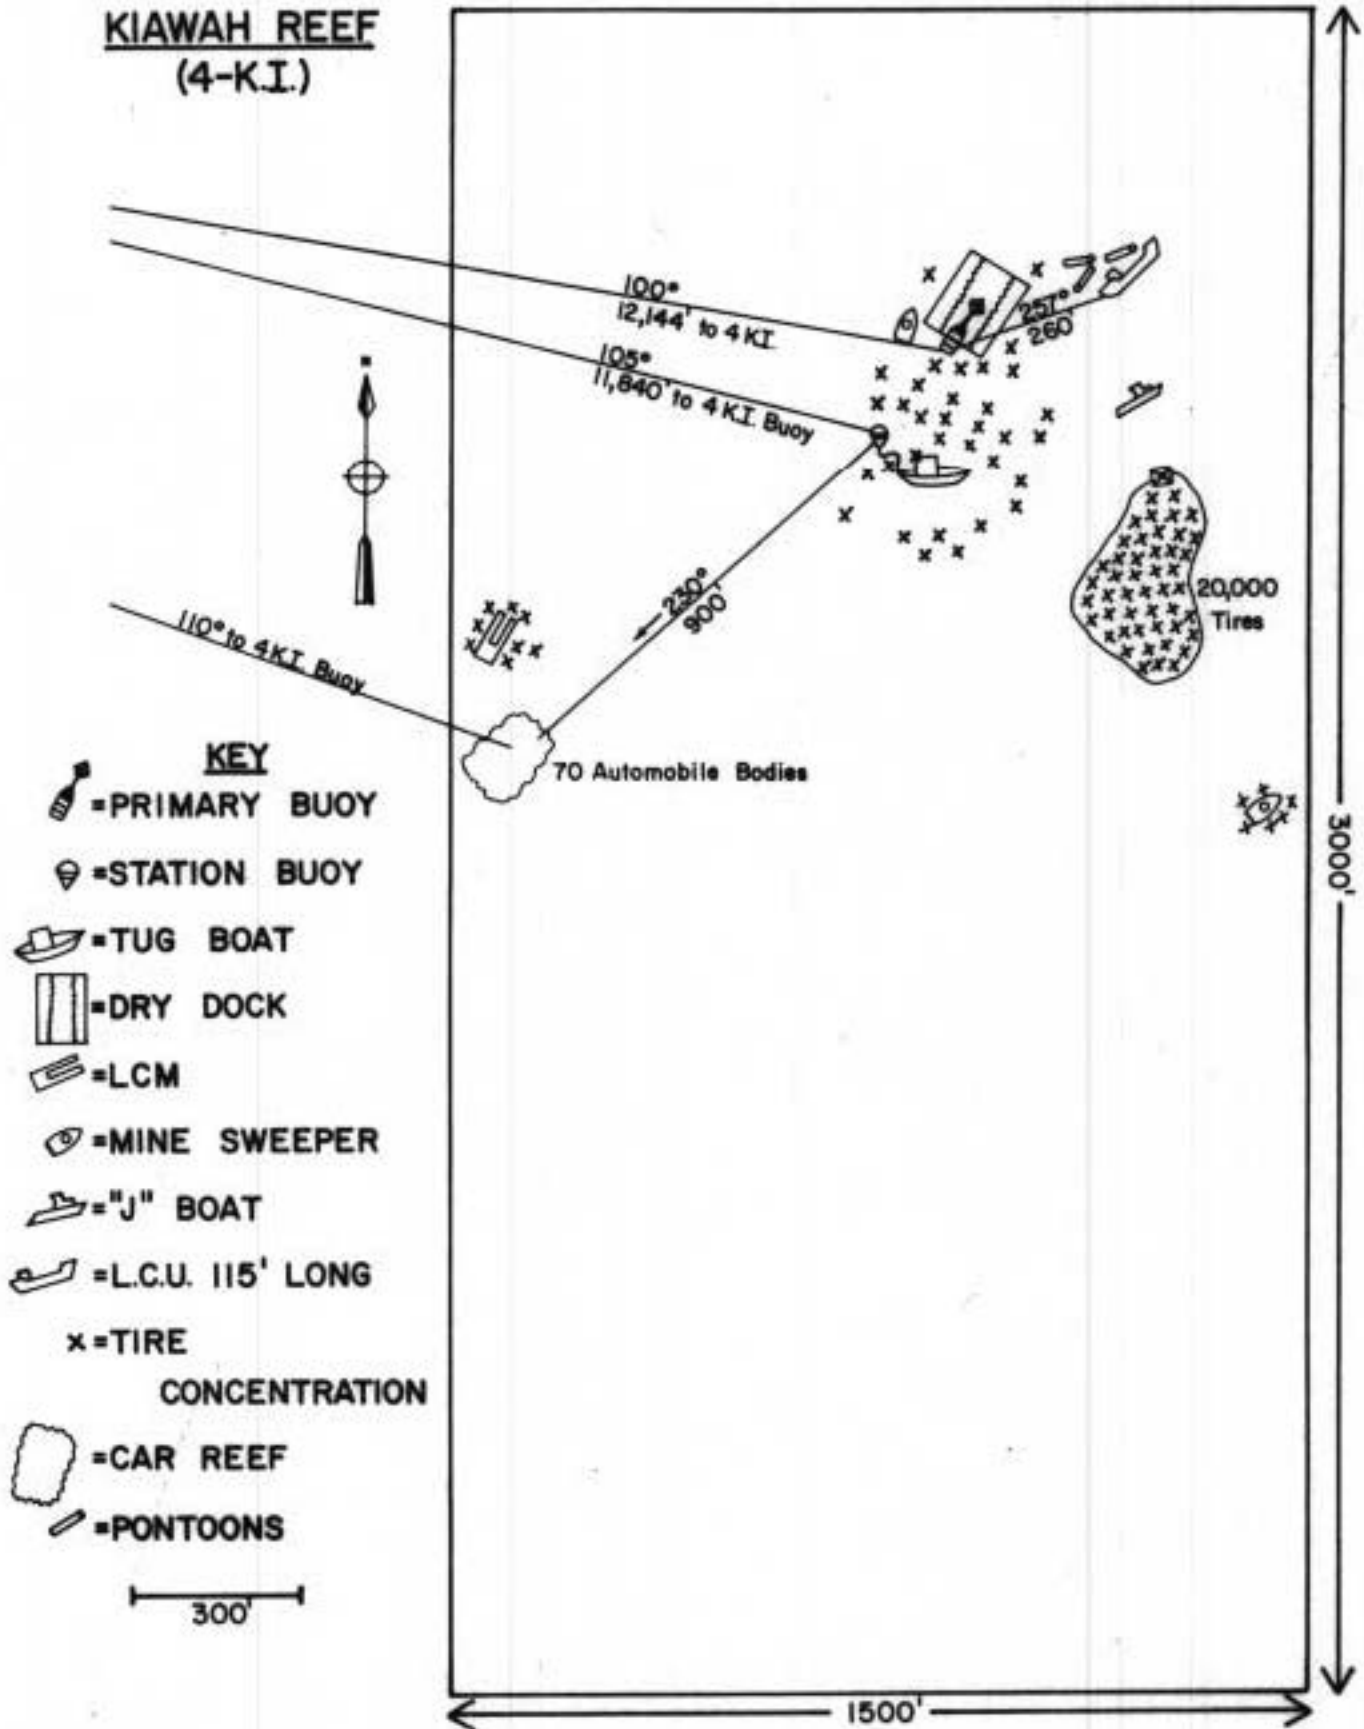 KIAWAH REEF
(4-K.I.)
100°
12,144' to 4 K.I.
105°
11,840' to 4 K.I. Buoy
257°
260'
230°
900'
20,000
Tires
110° to 4 K.I. Buoy
70 Automobile Bodies
KEY
=PRIMARY BUOY
=STATION BUOY
=TUG BOAT
=DRY DOCK
=LCM
=MINE SWEEPER
="J" BOAT
=L.C.U. 115' LONG
x=TIRE
CONCENTRATION
=CAR REEF
=PONTOONS
300'
3000'
1500'